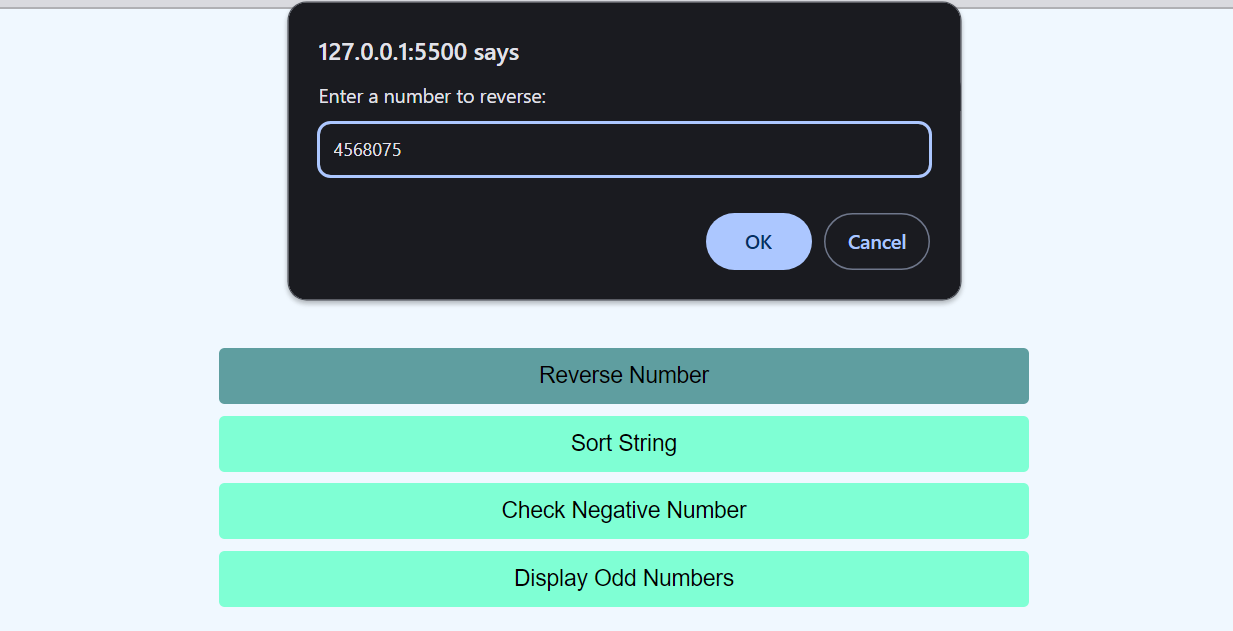 127.0.0.1:5500 says
Enter a number to reverse:
4568075
OK Cancel
Reverse Number
Sort String
Check Negative Number
Display Odd Numbers